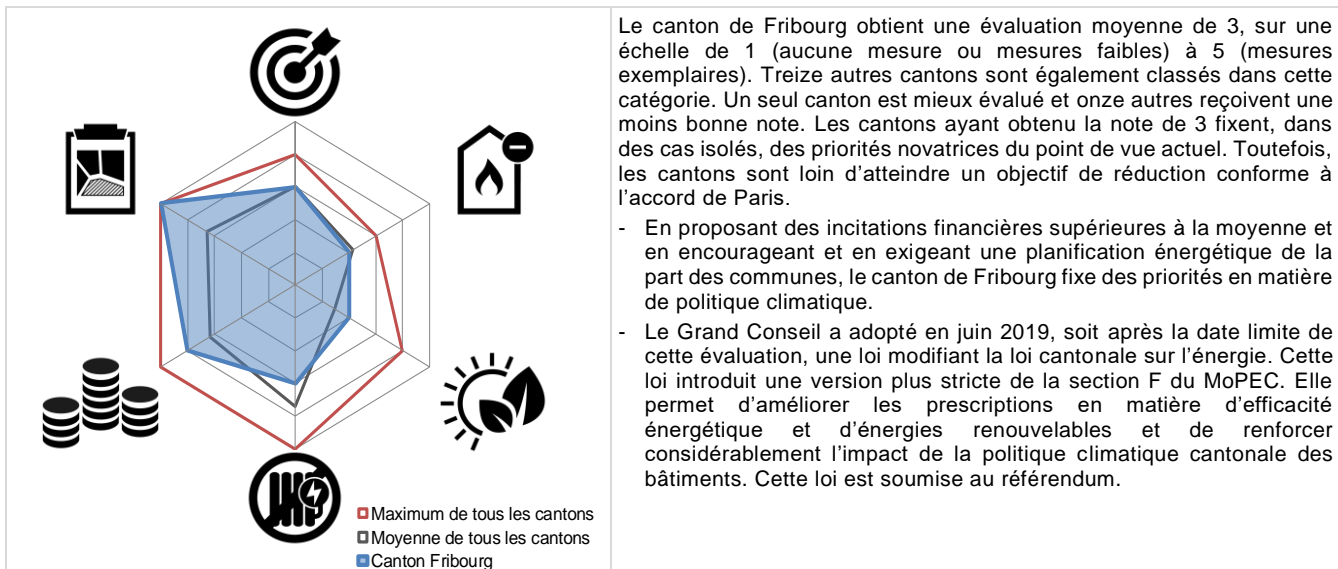 Le canton de Fribourg obtient une évaluation moyenne de 3, sur une
échelle de 1 (aucune mesure ou mesures faibles) à 5 (mesures
exemplaires). Treize autres cantons sont également classés dans cette
catégorie. Un seul canton est mieux évalué et onze autres reçoivent une
moins bonne note. Les cantons ayant obtenu la note de 3 fixent, dans
des cas isolés, des priorités novatrices du point de vue actuel. Toutefois,
les cantons sont loin d’atteindre un objectif de réduction conforme à
l’accord de Paris.
- En proposant des incitations financières supérieures à la moyenne et
en encourageant et en exigeant une planification énergétique de la
part des communes, le canton de Fribourg fixe des priorités en matière
de politique climatique.
- Le Grand Conseil a adopté en juin 2019, soit après la date limite de
cette évaluation, une loi modifiant la loi cantonale sur l’énergie. Cette
loi introduit une version plus stricte de la section F du MoPEC. Elle
permet d’améliorer les prescriptions en matière d’efficacité
énergétique et d’énergies renouvelables et de renforcer
considérablement l’impact de la politique climatique cantonale des
bâtiments. Cette loi est soumise au référendum.
Maximum de tous les cantons
Moyenne de tous les cantons
Canton Fribourg